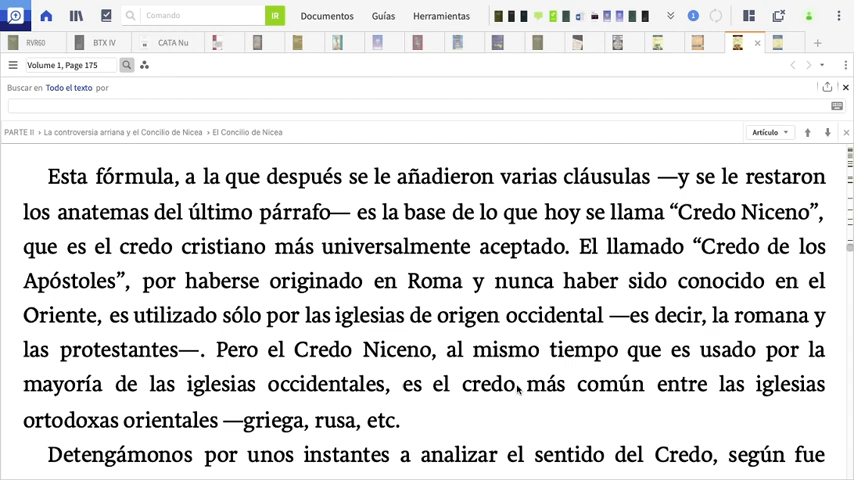 Comando
IR
Documentos
Guías
Herramientas
1
RVR60
BTX IV
CATA Nu
Volume 1, Page 175
Buscar en Todo el texto por
PARTE II › La controversia arriana y el Concilio de Nicea › El Concilio de Nicea
Artículo
Esta fórmula, a la que después se le añadieron varias cláusulas —y se le restaron
los anatemas del último párrafo— es la base de lo que hoy se llama “Credo Niceno”,
que es el credo cristiano más universalmente aceptado. El llamado “Credo de los
Apóstoles”, por haberse originado en Roma y nunca haber sido conocido en el
Oriente, es utilizado sólo por las iglesias de origen occidental —es decir, la romana y
las protestantes—. Pero el Credo Niceno, al mismo tiempo que es usado por la
mayoría de las iglesias occidentales, es el credo más común entre las iglesias
ortodoxas orientales —griega, rusa, etc.
Detengámonos por unos instantes a analizar el sentido del Credo, según fue